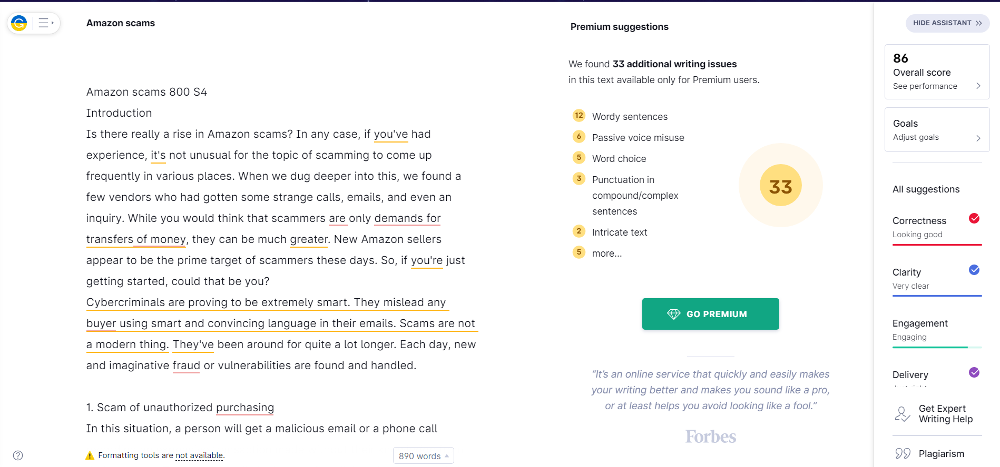 Amazon scams
Amazon scams 800 S4
Introduction
Is there really a rise in Amazon scams? In any case, if you've had
experience, it's not unusual for the topic of scamming to come up
frequently in various places. When we dug deeper into this, we found a
few vendors who had gotten some strange calls, emails, and even an
inquiry. While you would think that scammers are only demands for
transfers of money, they can be much greater. New Amazon sellers
appear to be the prime target of scammers these days. So, if you're just
getting started, could that be you?
Cybercriminals are proving to be extremely smart. They mislead any
buyer using smart and convincing language in their emails. Scams are not
a modern thing. They've been around for quite a lot longer. Each day, new
and imaginative fraud or vulnerabilities are found and handled.
1. Scam of unauthorized purchasing
In this situation, a person will get a malicious email or a phone call
Formatting tools are not available.
890 words
Premium suggestions
We found 33 additional writing issues
in this text available only for Premium users.
12 Wordy sentences
6 Passive voice misuse
5 Word choice
3 Punctuation in
compound/complex
sentences
2 Intricate text
5 more...
33
GO PREMIUM
“It’s an online service that quickly and easily makes
your writing better and makes you sound like a pro,
or at least helps you avoid looking like a fool.”
Forbes
HIDE ASSISTANT
86
Overall score
See performance
Goals
Adjust goals
All suggestions
Correctness
Looking good
Clarity
Very clear
Engagement
Engaging
Delivery
Get Expert
Writing Help
Plagiarism